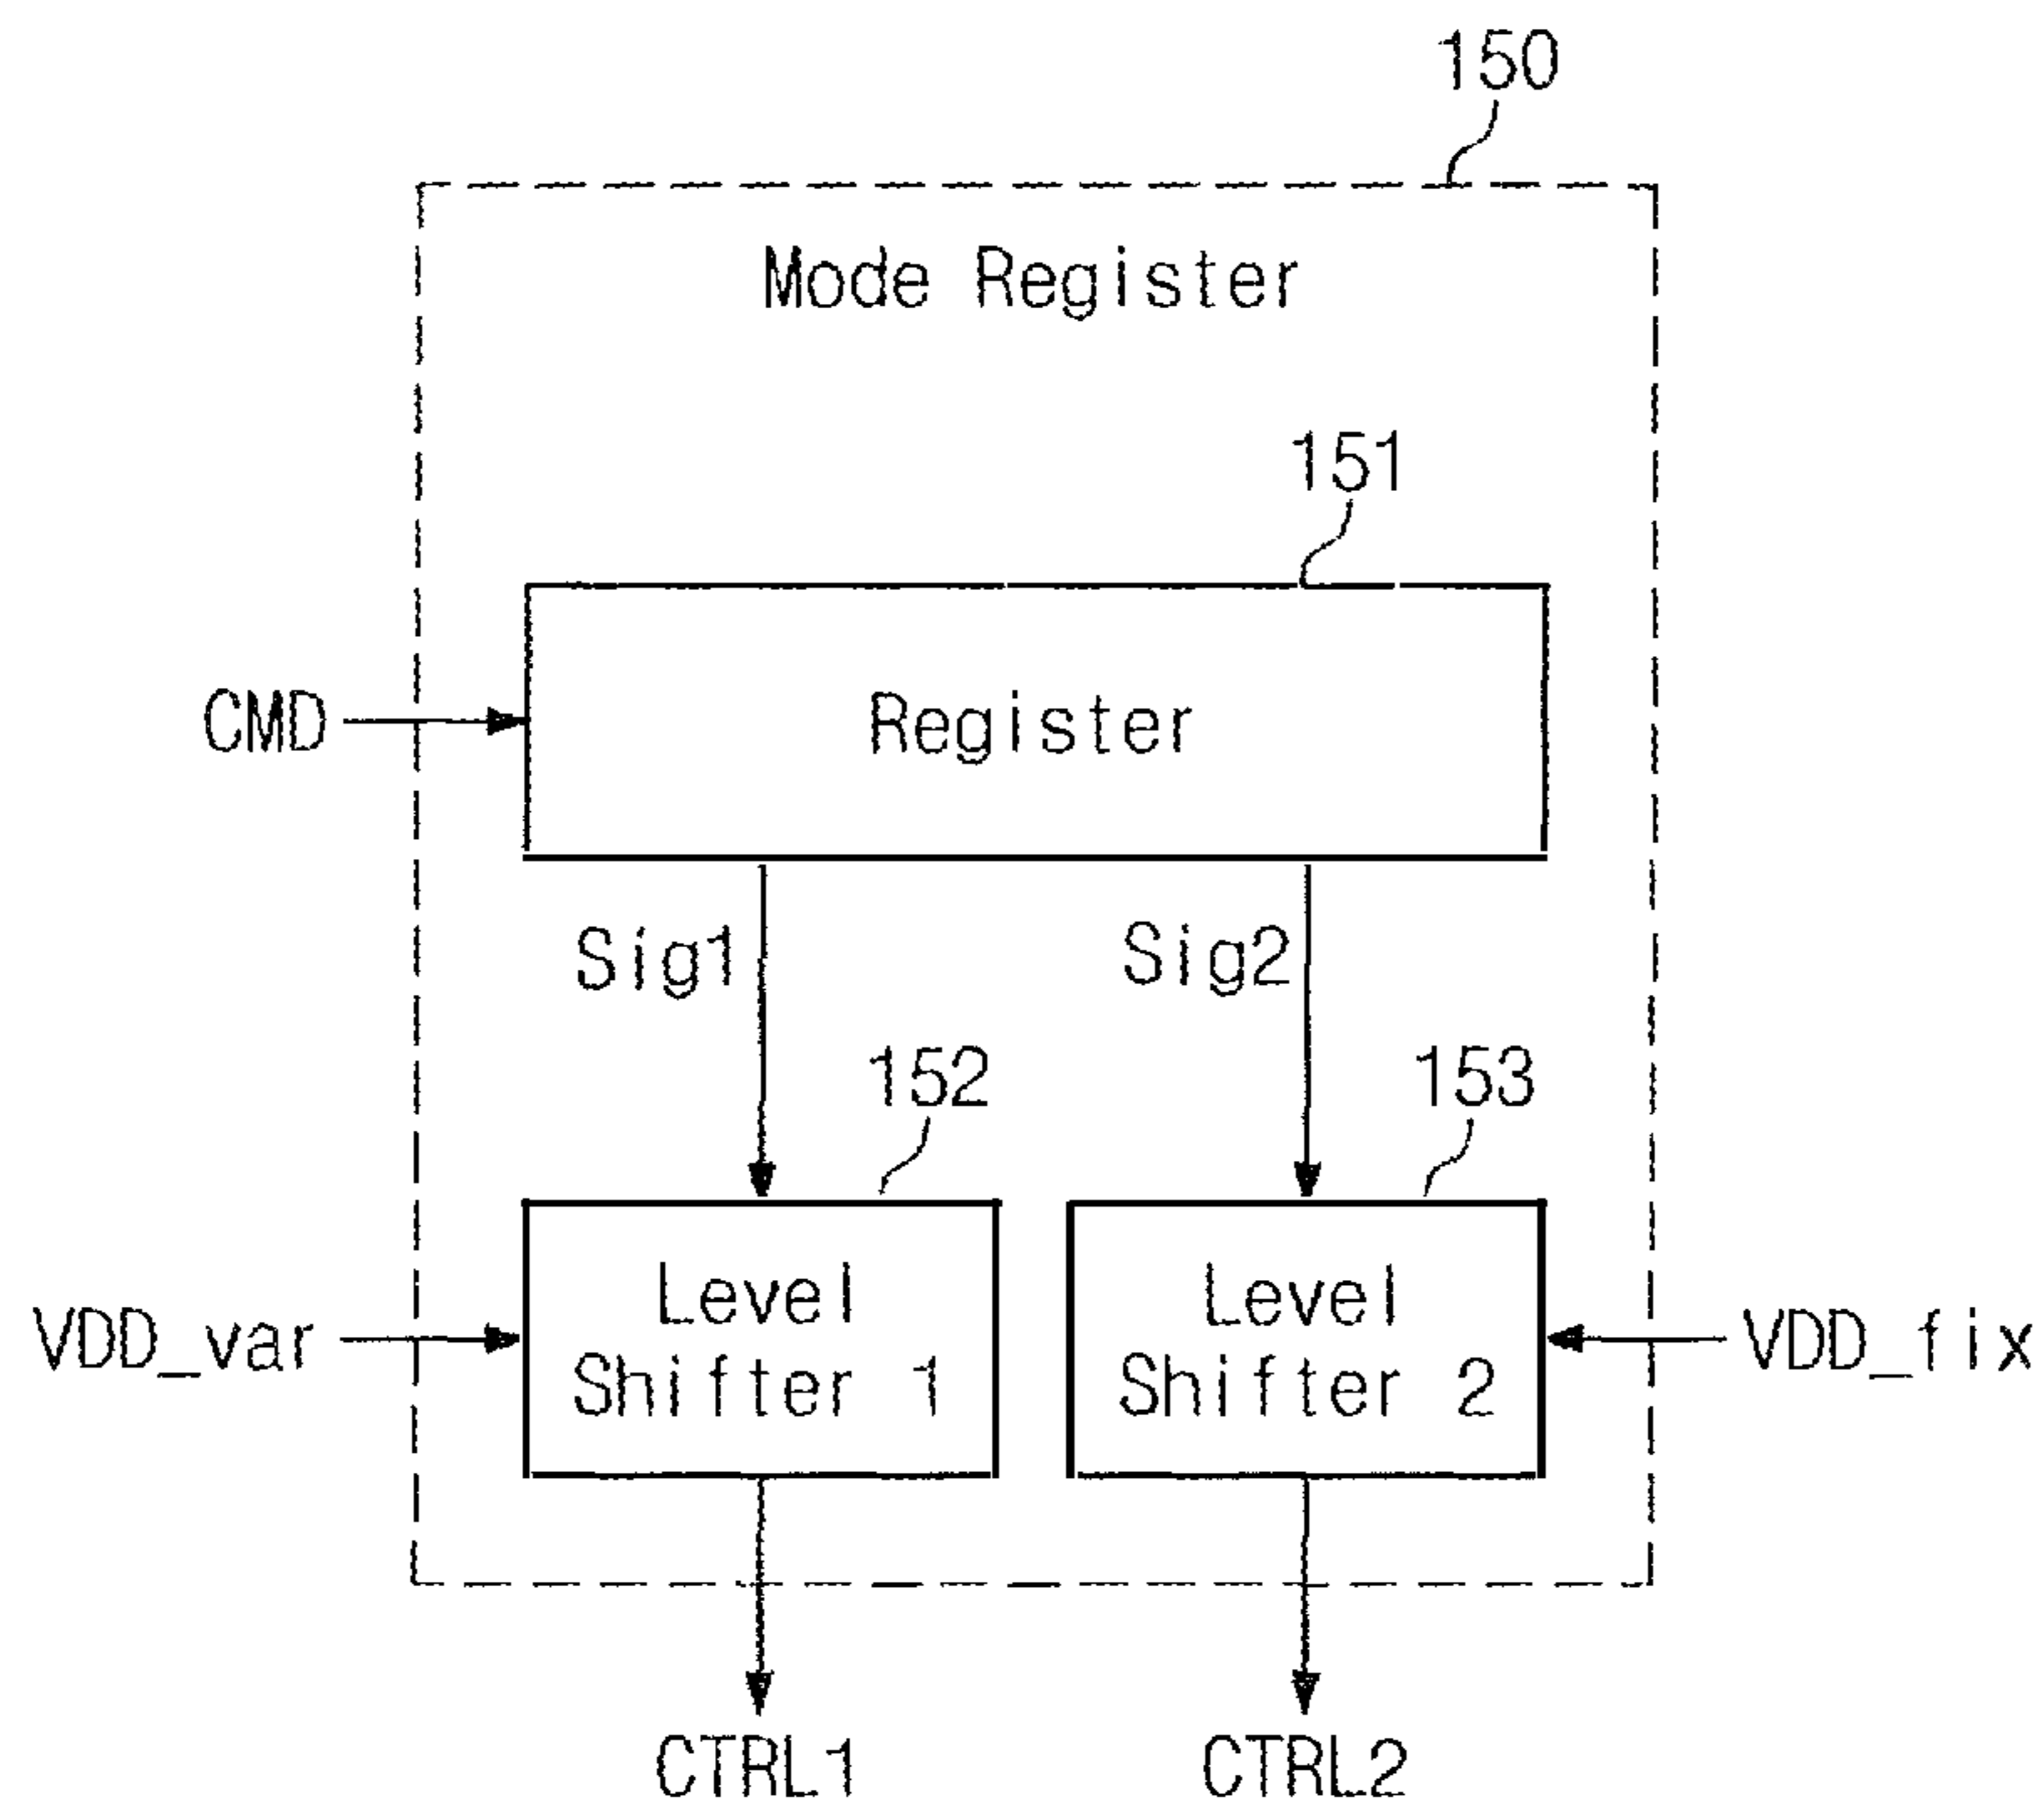 150
Mode Register
151
CMD
Register
Sig1
Sig2
152
153
Level
Shifter 1
Level
Shifter 2
VDD_var
VDD_fix
CTRL1
CTRL2